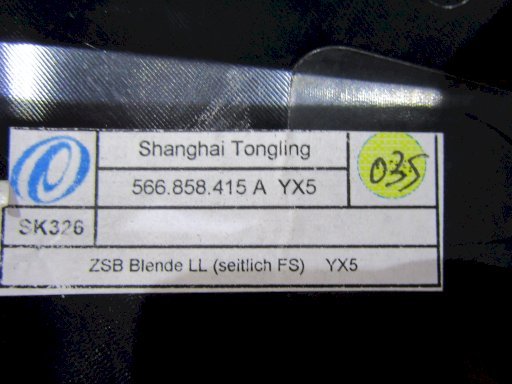 Shanghai Tongling
566.858.415 A YX5
035
SK326
ZSB Blende LL (seitlich FS) YX5